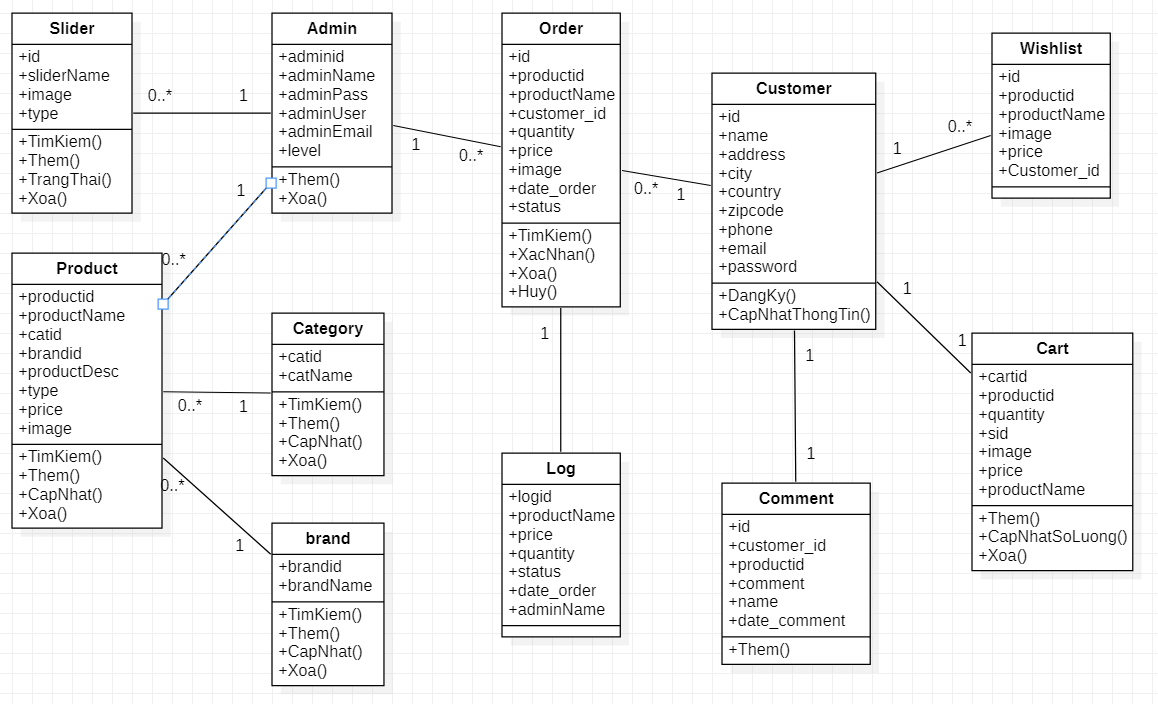 Slider
+id
+sliderName
+image
+type
+TimKiem()
+Them()
+TrangThai()
+Xoa()
0..*
1
Admin
+adminid
+adminName
+adminPass
+adminUser
+adminEmail
+level
+Them()
+Xoa()
1
0..*
1
0..*
Order
+id
+productid
+productName
+customer_id
+quantity
+price
+image
+date_order
+status
+TimKiem()
+XacNhan()
+Xoa()
+Huy()
0..*
1
1
Customer
+id
+name
+address
+city
+country
+zipcode
+phone
+email
+password
+DangKy()
+CapNhatThongTin()
1
0..*
1
1
1
1
Wishlist
+id
+productid
+productName
+image
+price
+Customer_id
Product
+productid
+productName
+catid
+brandid
+productDesc
+type
+price
+image
+TimKiem()
+Them()
+CapNhat()
+Xoa()
0..*
1
0..*
1
Category
+catid
+catName
+TimKiem()
+Them()
+CapNhat()
+Xoa()
brand
+brandid
+brandName
+TimKiem()
+Them()
+CapNhat()
+Xoa()
Log
+logid
+productName
+price
+quantity
+status
+date_order
+adminName
Comment
+id
+customer_id
+productid
+comment
+name
+date_comment
+Them()
Cart
+cartid
+productid
+quantity
+sid
+image
+price
+productName
+Them()
+CapNhatSoLuong()
+Xoa()